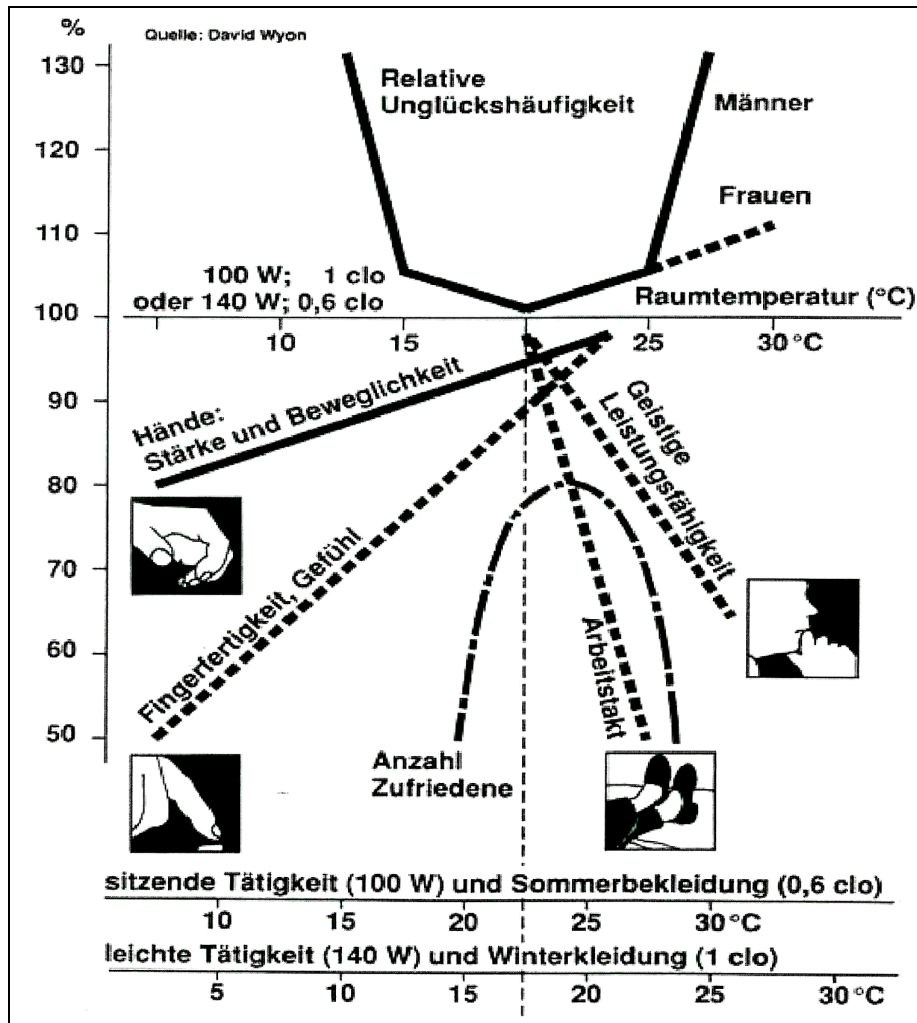 %
Quelle: David Wyon
130
Relative
Unglückshäufigkeit
Männer
120
Frauen
110
100 W; 1 clo
oder 140 W; 0,6 clo
Raumtemperatur (°C)
100
10 15 20 25 30 °C
90
Hände:
Stärke und Beweglichkeit
Geistige
Leistungsfähigkeit
80
70
Fingerfertigkeit, Gefühl
60
Arbeitstakt
50
Anzahl
Zufriedene
sitzende Tätigkeit (100 W) und Sommerbekleidung (0,6 clo)
10 15 20 25 30 °C
leichte Tätigkeit (140 W) und Winterkleidung (1 clo)
5 10 15 20 25 30 °C